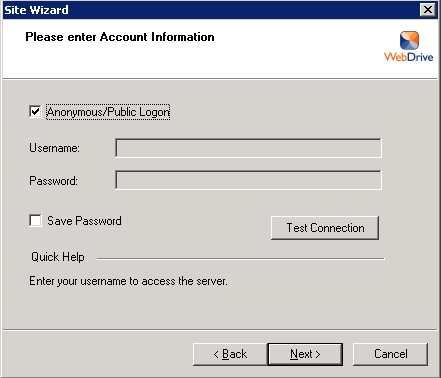 Site Wizard
Please enter Account Information
WebDrive
Anonymous/Public Logon
Username:
Password:
Save Password
Test Connection
Quick Help
Enter your username to access the server.
< Back Next > Cancel